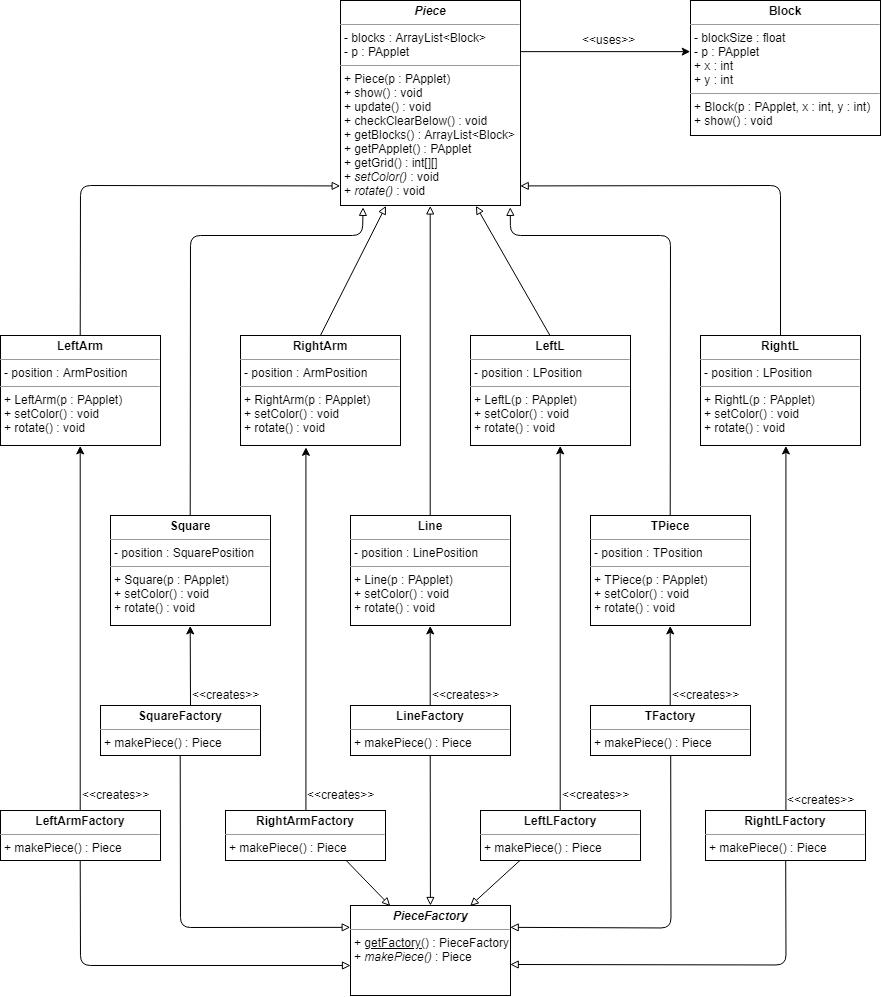 Piece
- blocks : ArrayList<Block>
- p : PApplet
+ Piece(p : PApplet)
+ show() : void
+ update() : void
+ checkClearBelow() : void
+ getBlocks() : ArrayList<Block>
+ getPApplet() : PApplet
+ getGrid() : int[][]
+ setColor() : void
+ rotate() : void
<<uses>>
Block
- blockSize : float
- p : PApplet
+ x : int
+ y : int
+ Block(p : PApplet, x : int, y : int)
+ show() : void
LeftArm
- position : ArmPosition
+ LeftArm(p : PApplet)
+ setColor() : void
+ rotate() : void
RightArm
- position : ArmPosition
+ RightArm(p : PApplet)
+ setColor() : void
+ rotate() : void
LeftL
- position : LPosition
+ LeftL(p : PApplet)
+ setColor() : void
+ rotate() : void
RightL
- position : LPosition
+ RightL(p : PApplet)
+ setColor() : void
+ rotate() : void
Square
- position : SquarePosition
+ Square(p : PApplet)
+ setColor() : void
+ rotate() : void
Line
- position : LinePosition
+ Line(p : PApplet)
+ setColor() : void
+ rotate() : void
TPiece
- position : TPosition
+ TPiece(p : PApplet)
+ setColor() : void
+ rotate() : void
<<creates>>
<<creates>>
<<creates>>
SquareFactory
+ makePiece() : Piece
LineFactory
+ makePiece() : Piece
TFactory
+ makePiece() : Piece
<<creates>>
<<creates>>
<<creates>>
<<creates>>
LeftArmFactory
+ makePiece() : Piece
RightArmFactory
+ makePiece() : Piece
LeftLFactory
+ makePiece() : Piece
RightLFactory
+ makePiece() : Piece
PieceFactory
+ getFactory() : PieceFactory
+ makePiece() : Piece